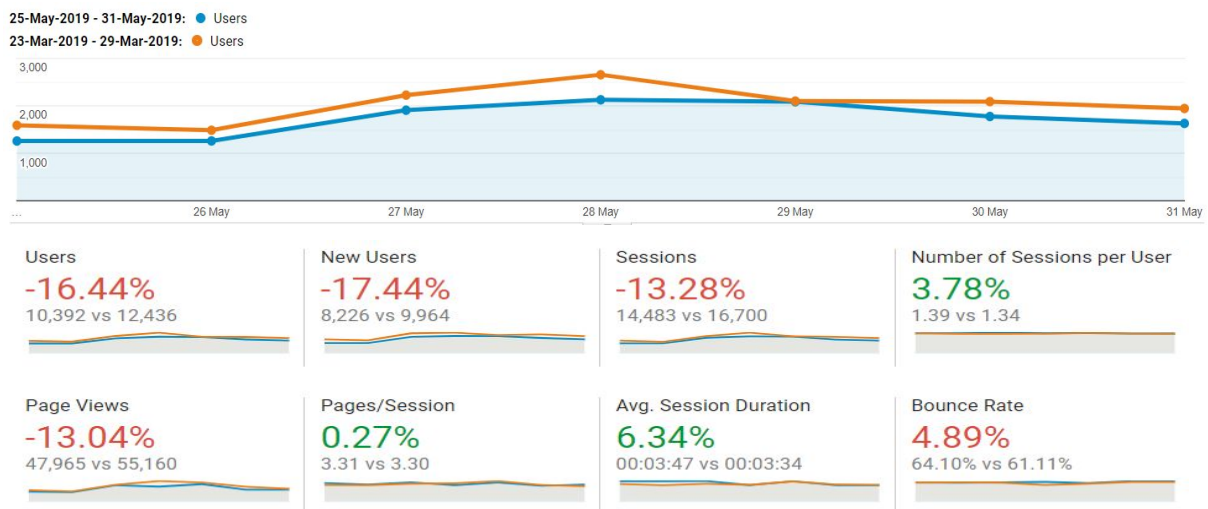 25-May-2019 - 31-May-2019: Users
23-Mar-2019 - 29-Mar-2019: Users
3,000
2,000
1,000
... 26 May 27 May 28 May 29 May 30 May 31 May
Users New Users Sessions Number of Sessions per User
-16.44% -17.44% -13.28% 3.78%
10,392 vs 12,436 8,226 vs 9,964 14,483 vs 16,700 1.39 vs 1.34
Page Views Pages/Session Avg. Session Duration Bounce Rate
-13.04% 0.27% 6.34% 4.89%
47,965 vs 55,160 3.31 vs 3.30 00:03:47 vs 00:03:34 64.10% vs 61.11%